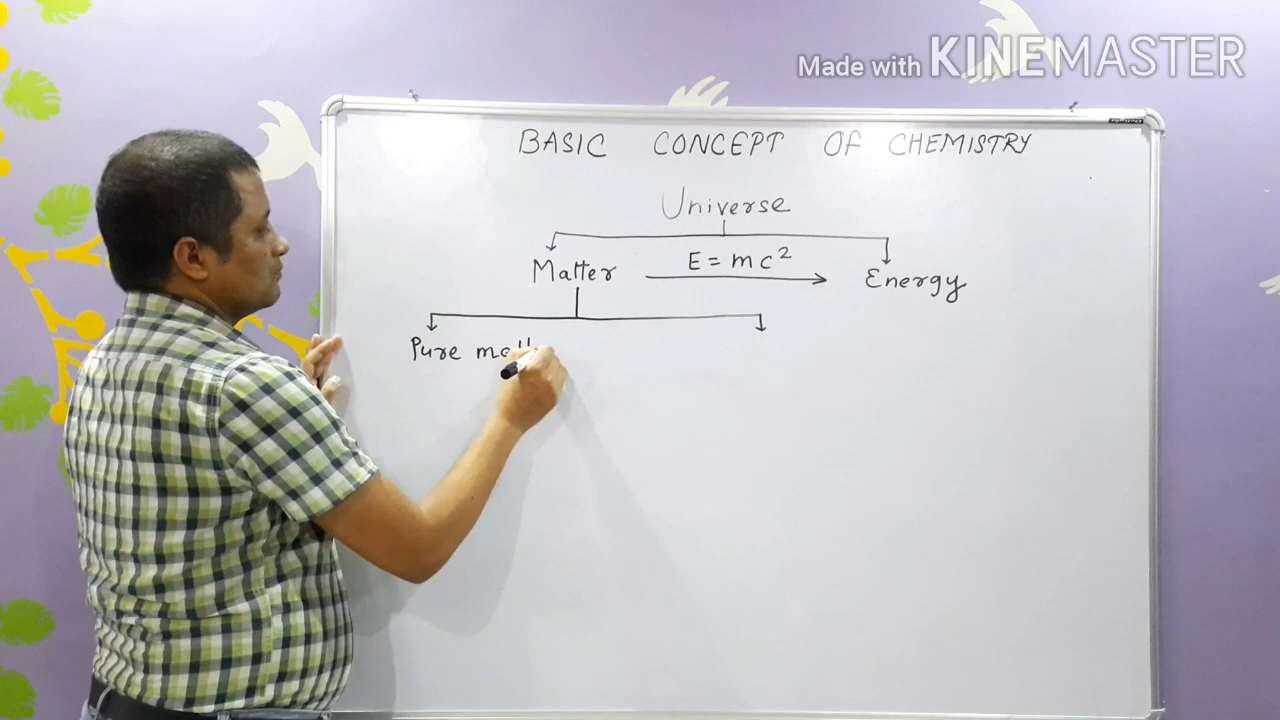 Made with KINEMASTER
BASIC CONCEPT OF CHEMISTRY
Universe
Matter E = mc² Energy
Pure